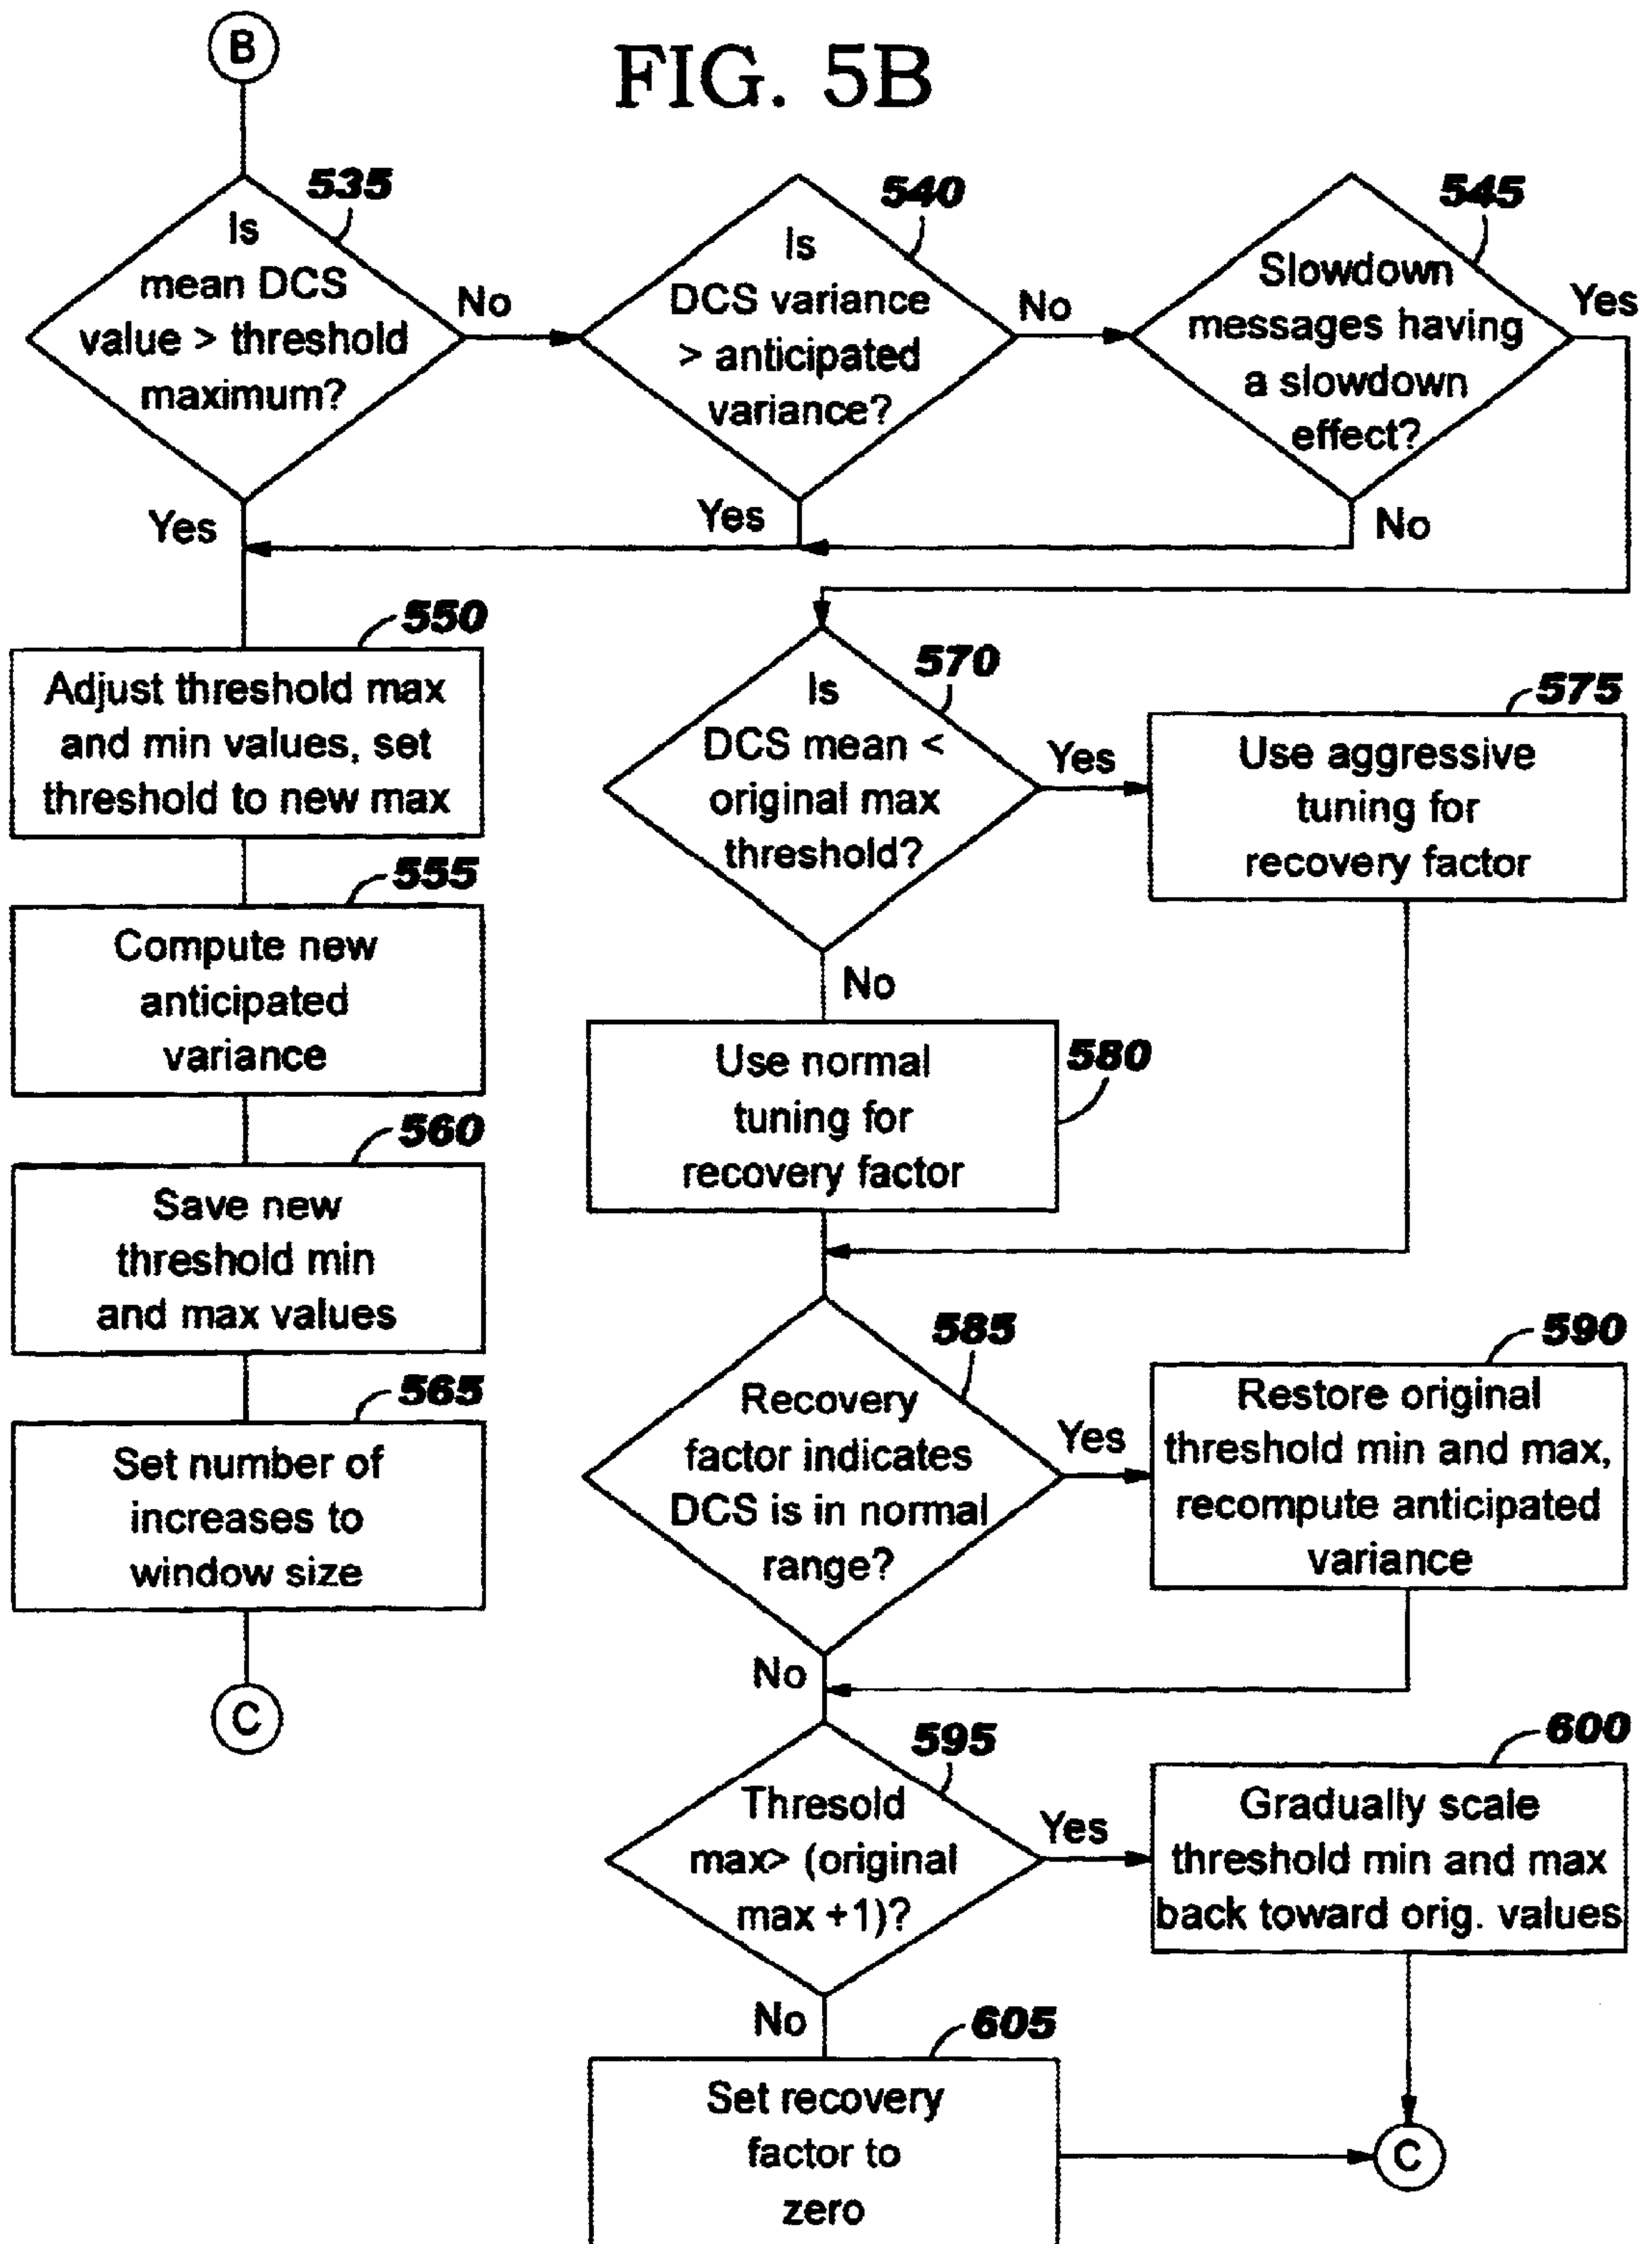 B
FIG. 5B
535
Is
mean DCS
value > threshold
maximum?
No
Yes
540
Is
DCS variance
> anticipated
variance?
No
Yes
545
Slowdown
messages having
a slowdown
effect?
Yes
No
550
Adjust threshold max
and min values, set
threshold to new max
555
Compute new
anticipated
variance
560
Save new
threshold min
and max values
565
Set number of
increases to
window size
C
570
Is
DCS mean <
original max
threshold?
Yes
No
575
Use aggressive
tuning for
recovery factor
580
Use normal
tuning for
recovery factor
585
Recovery
factor indicates
DCS is in normal
range?
Yes
No
590
Restore original
threshold min and max,
recompute anticipated
variance
595
Thresold
max> (original
max +1)?
Yes
No
600
Gradually scale
threshold min and max
back toward orig. values
605
Set recovery
factor to
zero
C